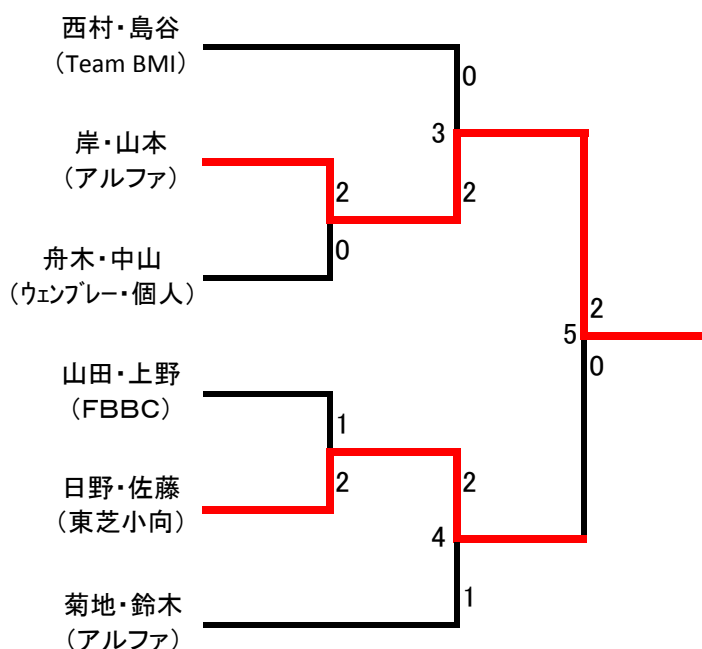 西村・島谷
（Team BMI）
0
3
岸・山本
（アルファ）
2
2
0
舟木・中山
（ウェンブレー・個人）
2
5
0
山田・上野
（FBBC）
1
日野・佐藤
（東芝小向）
2
2
4
1
菊地・鈴木
（アルファ）